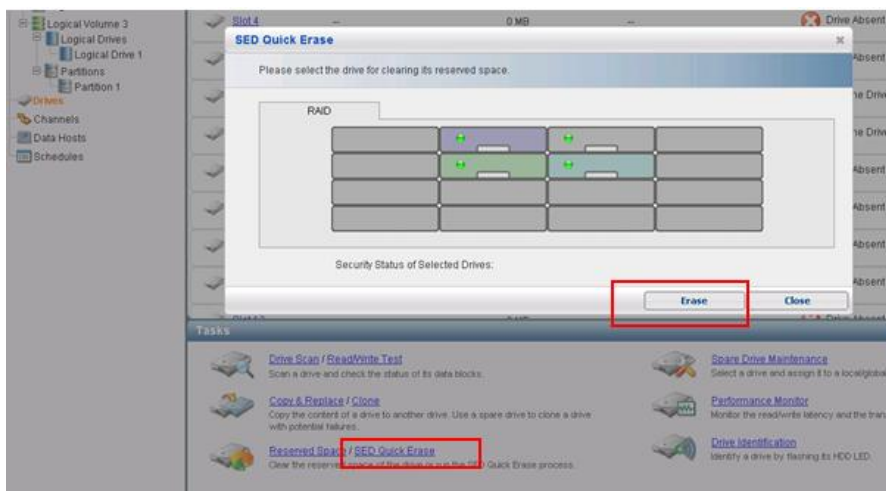 Logical Volume 3
Logical Drives
Logical Drive 1
Partitions
Partition 1
Drives
Channels
Data Hosts
Schedules
Slot 4 -- 0 MB -- Drive Absent
SED Quick Erase
Please select the drive for clearing its reserved space.
RAID
Security Status of Selected Drives:
Erase Close
Absent
Absent
Absent
Absent
Absent
Tasks
Drive Scan / Read/Write Test
Scan a drive and check the status of its data blocks.
Copy & Replace / Clone
Copy the content of a drive to another drive. Use a spare drive to clone a drive
with potential failures.
Reserved Space / SED Quick Erase
Clear the reserved space of the drive or run the SED Quick Erase process.
Spare Drive Maintenance
Select a drive and assign it to a local/global
Performance Monitor
Monitor the read/write latency and the tran
Drive Identification
Identify a drive by flashing its HDD LED.